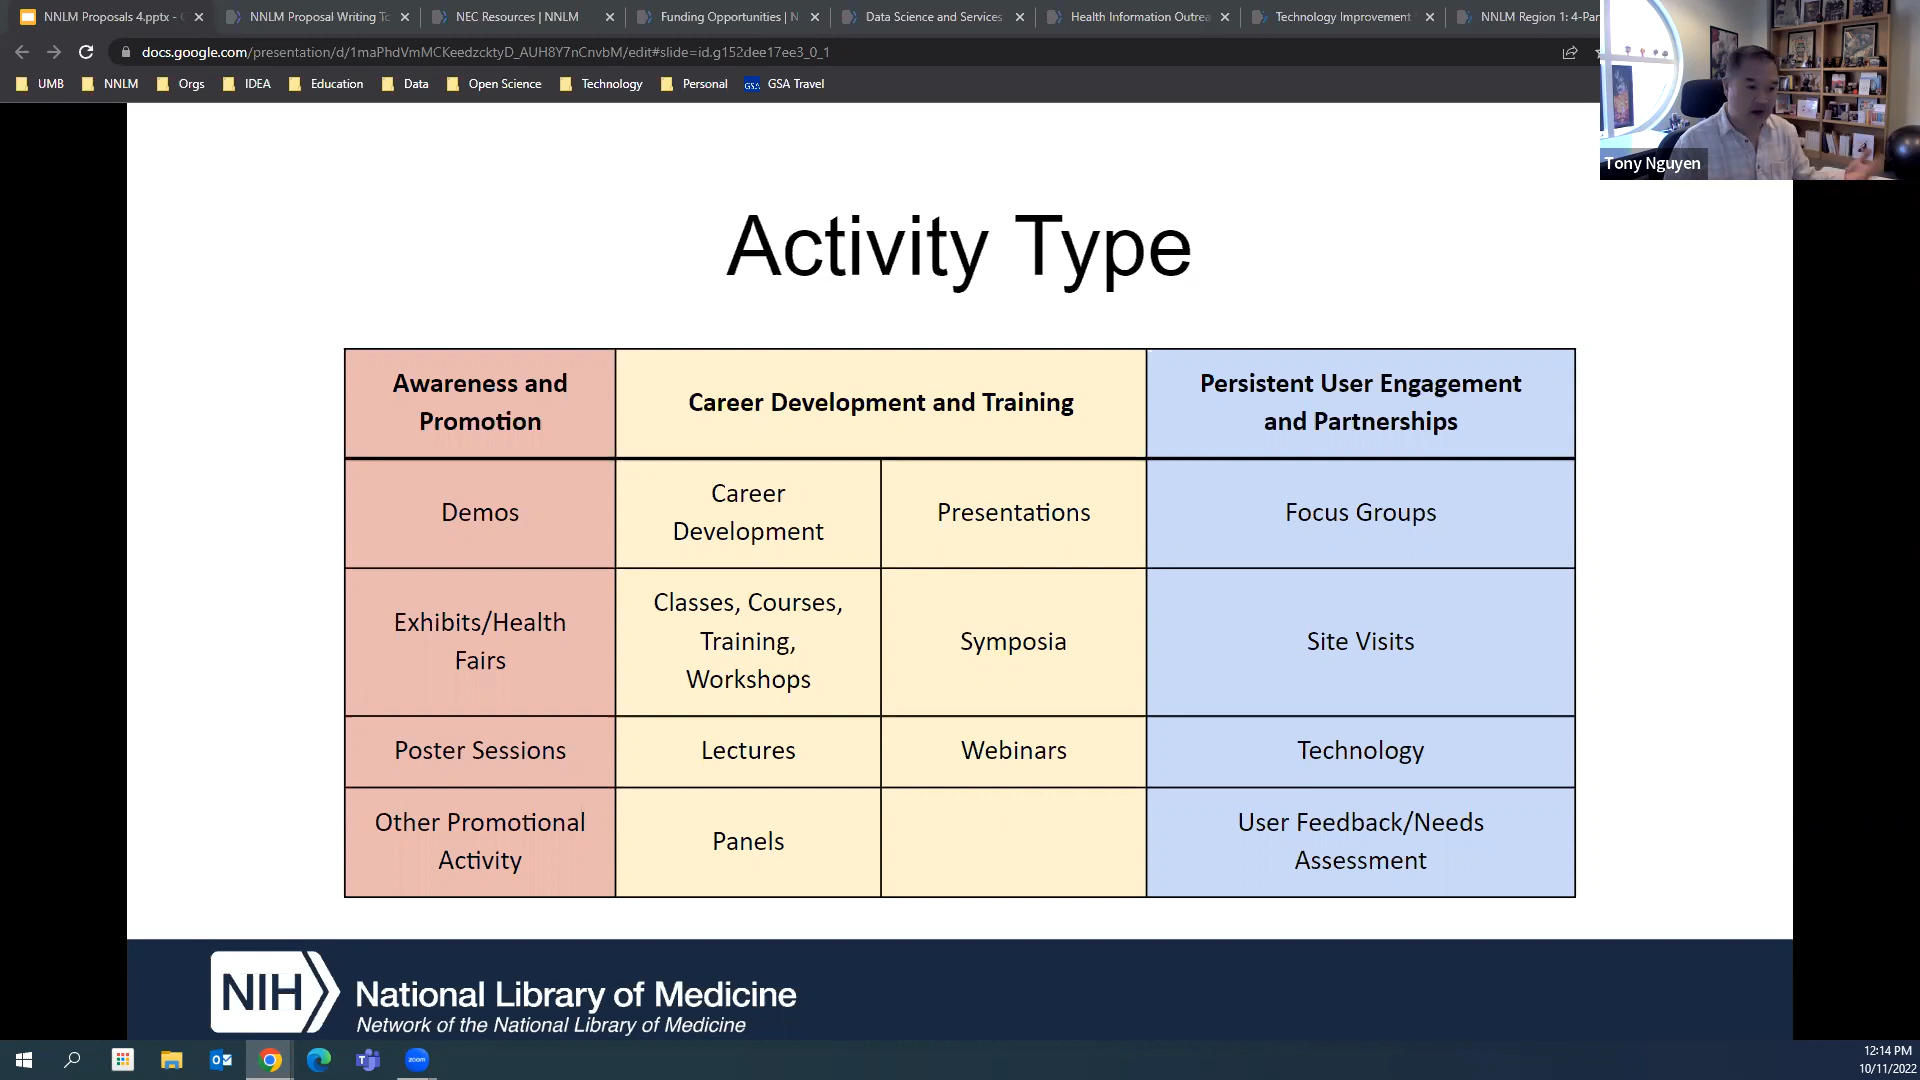 NNLM Proposals 4.pptx -
NNLM Proposal Writing
NEC Resources | NNLM
Funding Opportunities | N
Data Science and Services
Health Information Outrea
Technology Improvement
NNLM Region 1: 4-Par
docs.google.com/presentation/d/1maPhdVmMCKeedzcktyD_AUH8Y7nCnvbM/edit#slide=id.g152dee17ee3_0_1
UMB
NNLM
Orgs
IDEA
Education
Data
Open Science
Technology
Personal
GSA
GSA Travel
Tony Nguyen
Activity Type
Awareness and
Promotion
Career Development and Training
Persistent User Engagement
and Partnerships
Demos
Career
Development
Presentations
Focus Groups
Exhibits/Health
Fairs
Classes, Courses,
Training,
Workshops
Symposia
Site Visits
Poster Sessions
Lectures
Webinars
Technology
Other Promotional
Activity
Panels
User Feedback/Needs
Assessment
NIH
National Library of Medicine
Network of the National Library of Medicine
zoom
12:14 PM
10/11/2022